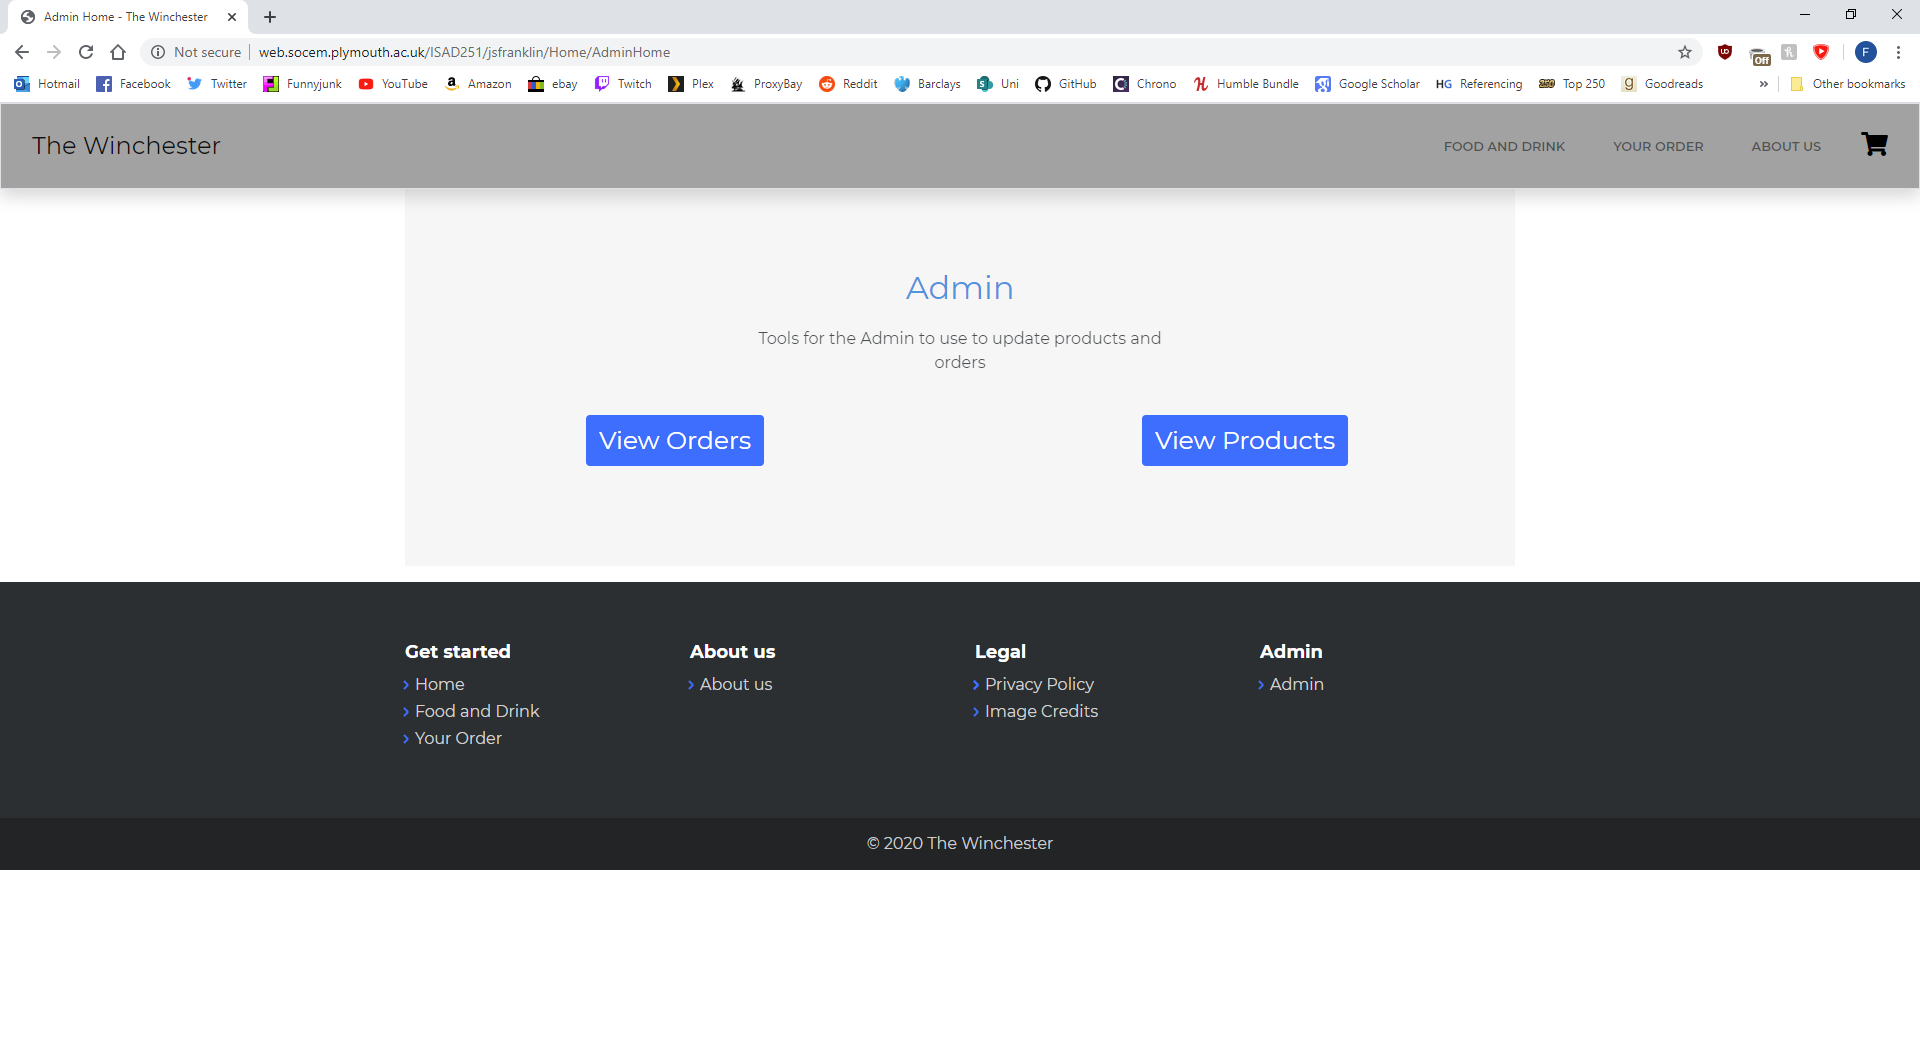 Admin Home - The Winchester
Not secure
web.socem.plymouth.ac.uk/ISAD251/jsfranklin/Home/AdminHome
Off
F
Hotmail Facebook Twitter Funnyjunk YouTube Amazon ebay Twitch Plex ProxyBay Reddit Barclays Uni GitHub Chrono Humble Bundle Google Scholar HG Referencing Top 250 Goodreads » Other bookmarks
The Winchester FOOD AND DRINK YOUR ORDER ABOUT US
Admin
Tools for the Admin to use to update products and
orders
View Orders View Products
Get started About us Legal Admin
Home About us Privacy Policy Admin
Food and Drink Image Credits
Your Order
© 2020 The Winchester